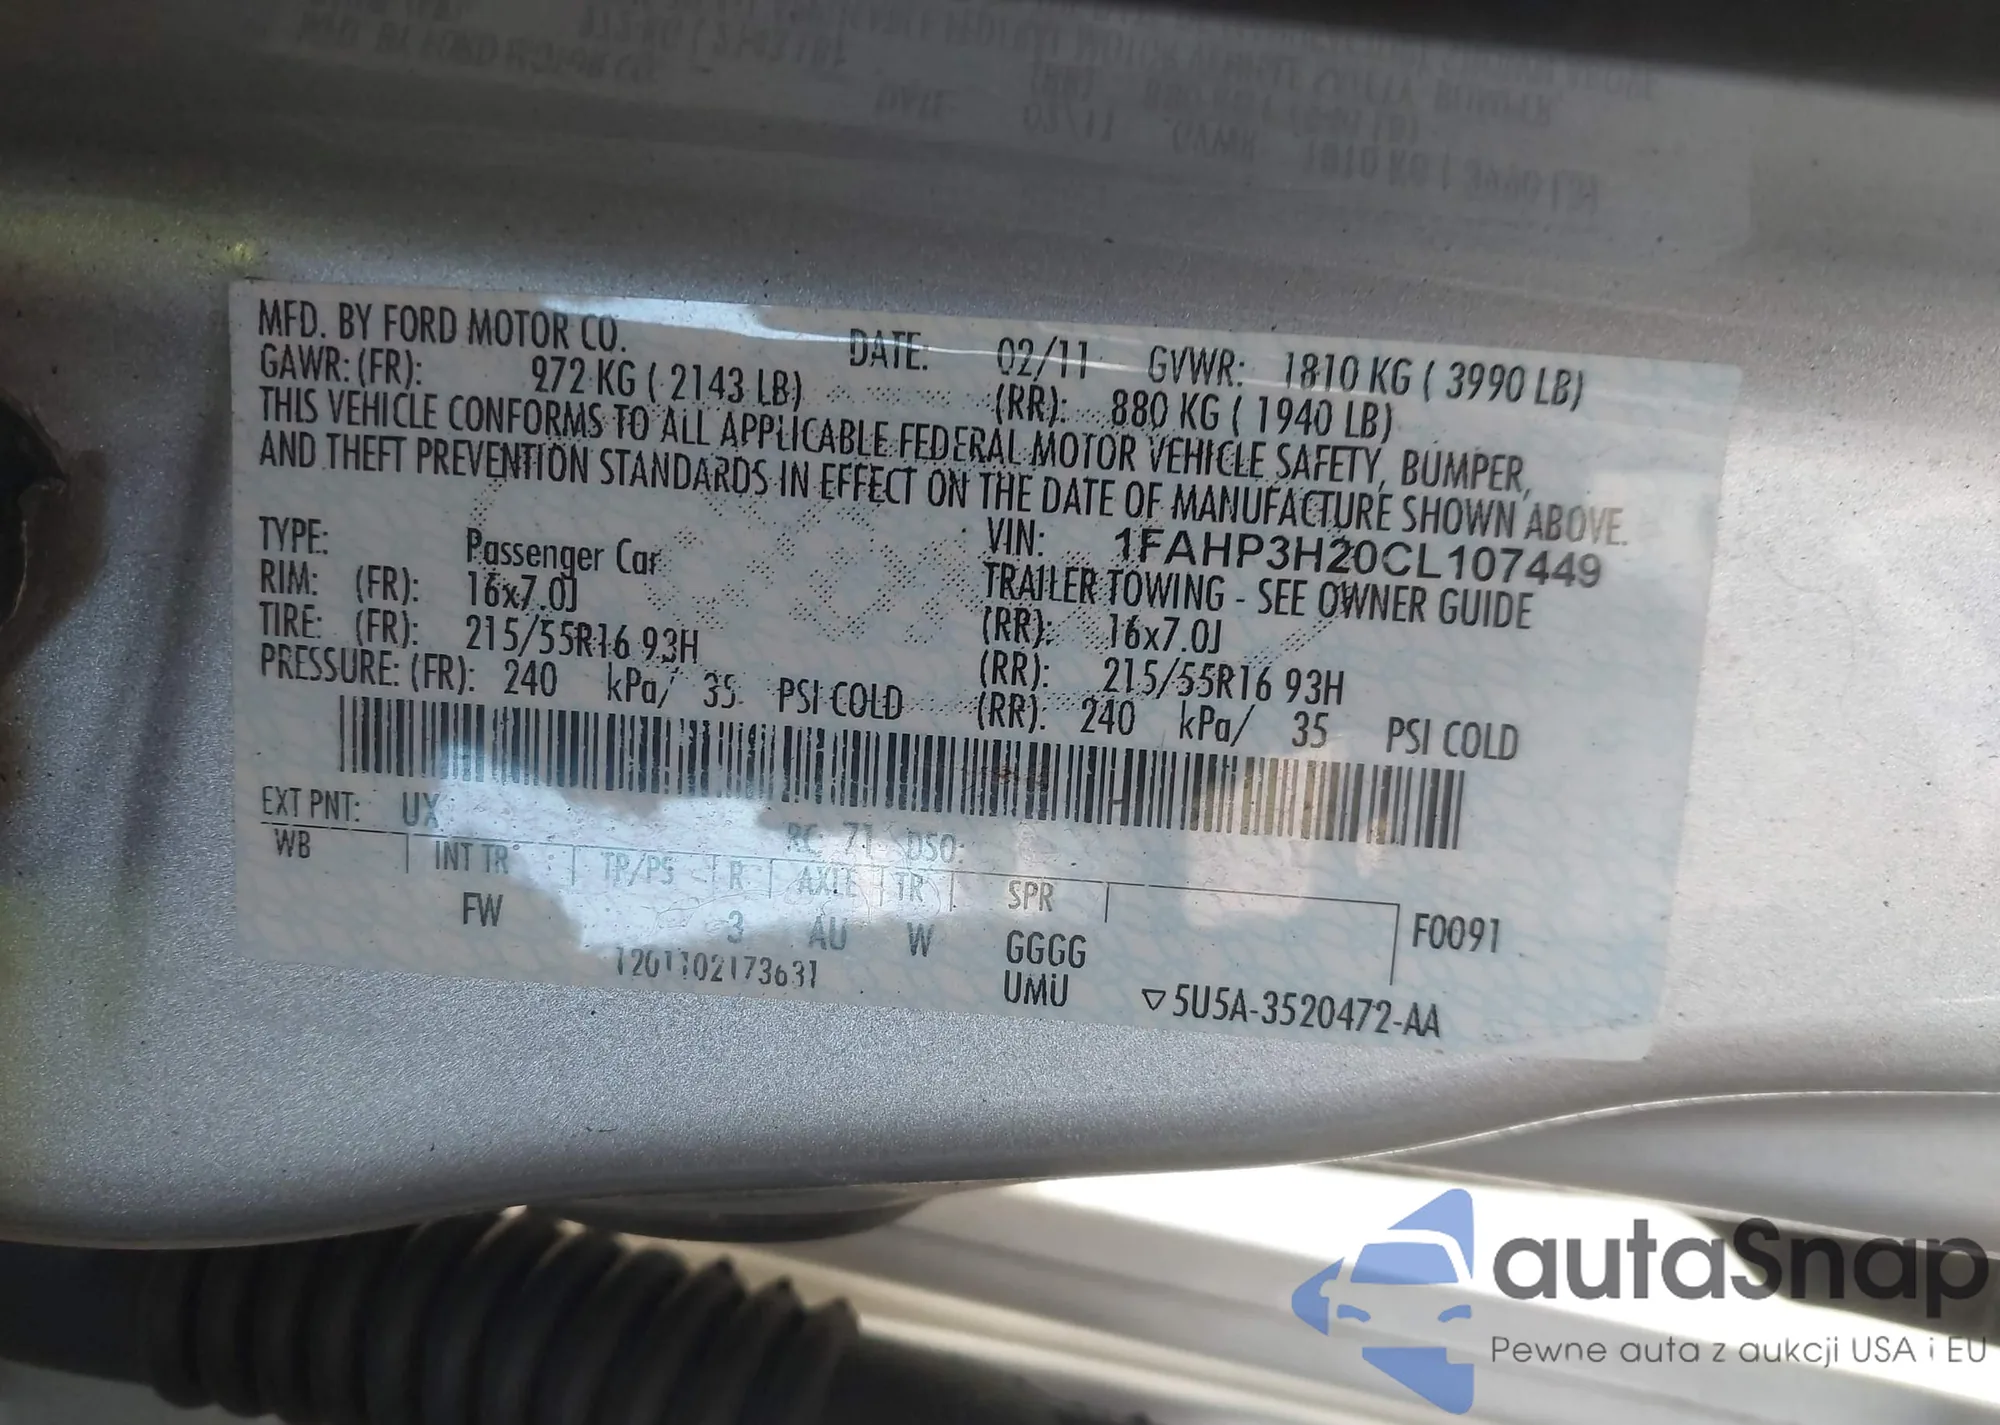 MFD. BY FORD MOTOR CO. DATE: 02/11 GVWR: 1810 KG ( 3990 LB)
GAWR: (FR): 972 KG ( 2143 LB) (RR): 880 KG ( 1940 LB)
THIS VEHICLE CONFORMS TO ALL APPLICABLE FEDERAL MOTOR VEHICLE SAFETY, BUMPER,
AND THEFT PREVENTION STANDARDS IN EFFECT ON THE DATE OF MANUFACTURE SHOWN ABOVE.
VIN: 1FAHP3H20CL107449
TYPE: Passenger Car TRAILER TOWING - SEE OWNER GUIDE
RIM: (FR): 16x7.0J (RR): 16x7.0J
TIRE: (FR): 215/55R16 93H (RR): 215/55R16 93H
PRESSURE: (FR): 240 kPa/ 35 PSI COLD (RR): 240 kPa/ 35 PSI COLD
EXT PNT: UX RC 71 DSO:
WB INT TR TP/PS R AXLE TR SPR
FW 3 AU W GGGG F0091
1201102173631 UMU ▽5U5A-3520472-AA
autaSnap
Pewne auta z aukcji USA i EU